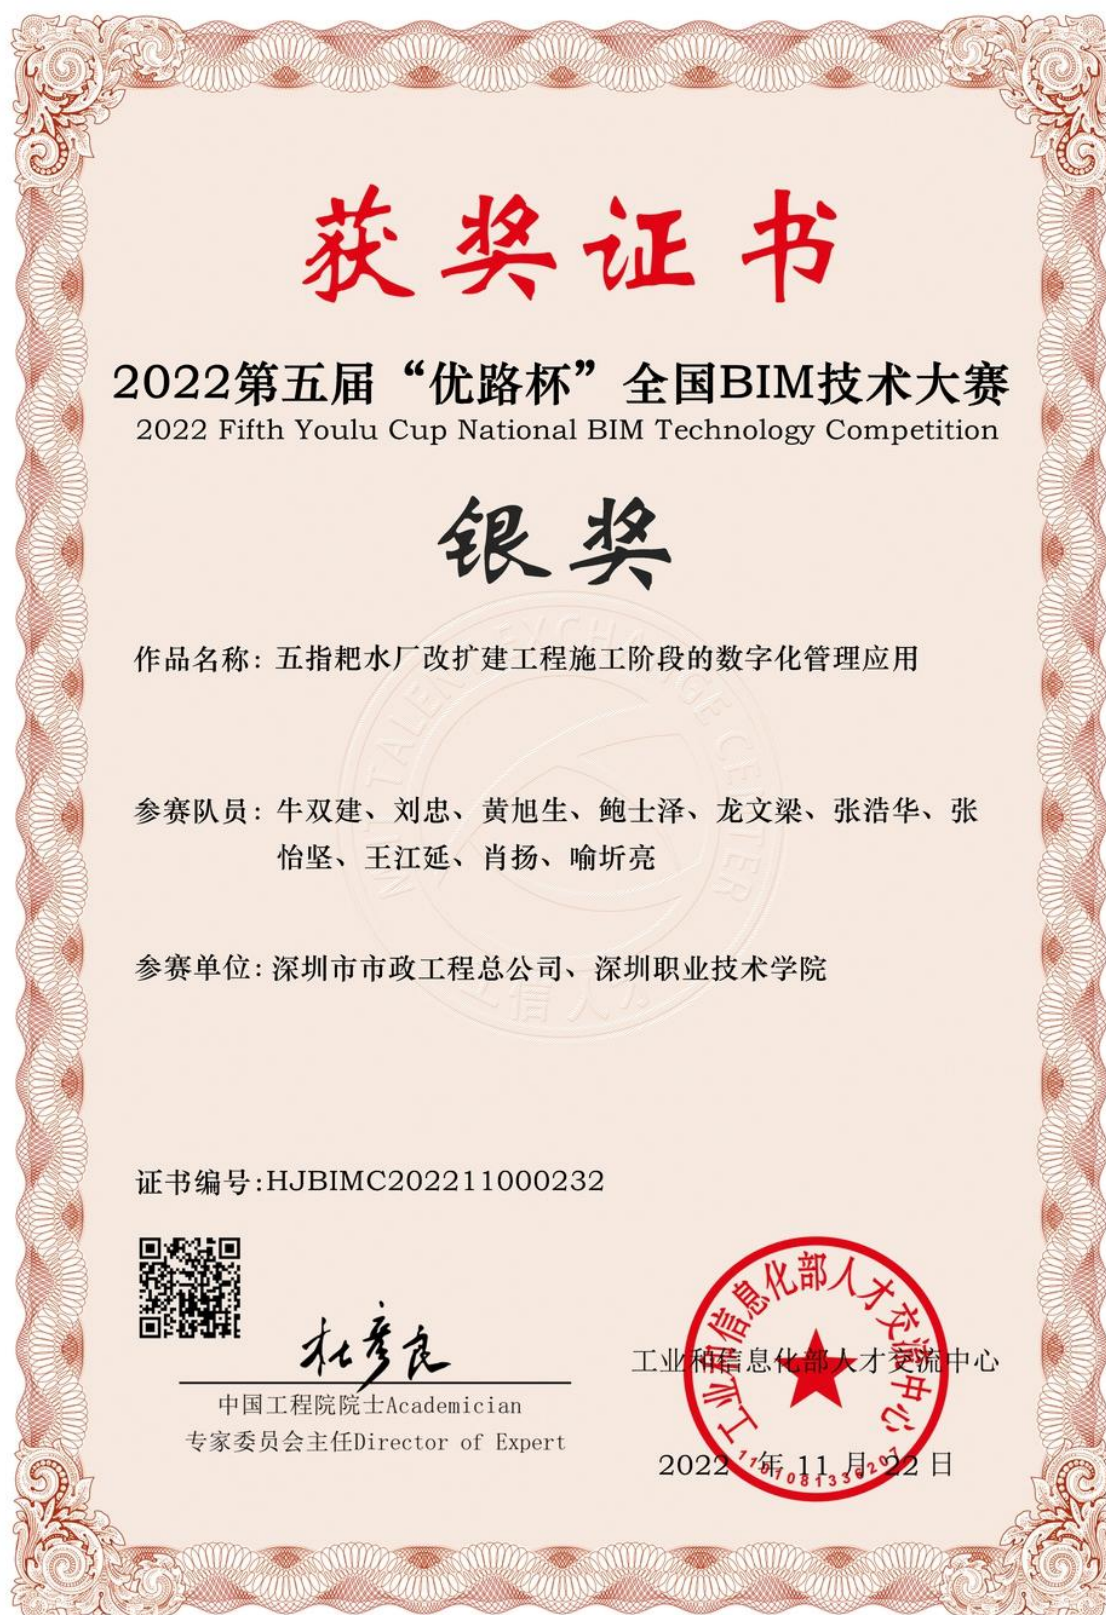 获奖证书
2022第五届“优路杯”全国BIM技术大赛
2022 Fifth Youlu Cup National BIM Technology Competition
银奖
作品名称: 五指耙水厂改扩建工程施工阶段的数字化管理应用
参赛队员: 牛双建、刘忠、黄旭生、鲍士泽、龙文梁、张浩华、张
怡坚、王江延、肖扬、喻圻亮
参赛单位: 深圳市市政工程总公司、深圳职业技术学院
MIIT TALENT EXCHANGE CENTER
工信人才
证书编号:HJBIMC202211000232
杜彦良
中国工程院院士Academician
专家委员会主任Director of Expert
工业和信息化部人才交流中心
工业和信息化部人才交流中心
2022 年 11 月 22 日